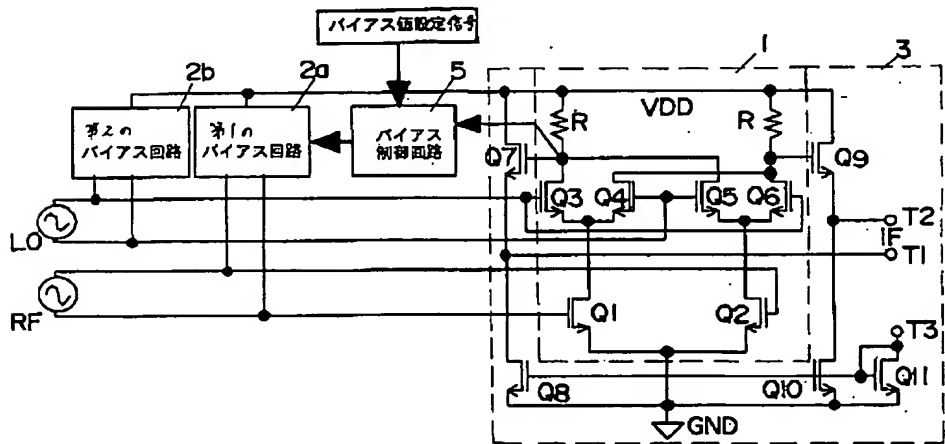 バイアス値設定信号
1
3
2b
2a
5
VDD
第2の
バイアス回路
第1の
バイアス回路
バイアス
制御回路
R
R
Q7
Q9
Q3
Q4
Q5
Q6
LO
T2
IF
T1
RF
Q1
Q2
T3
Q8
Q10
Q11
GND